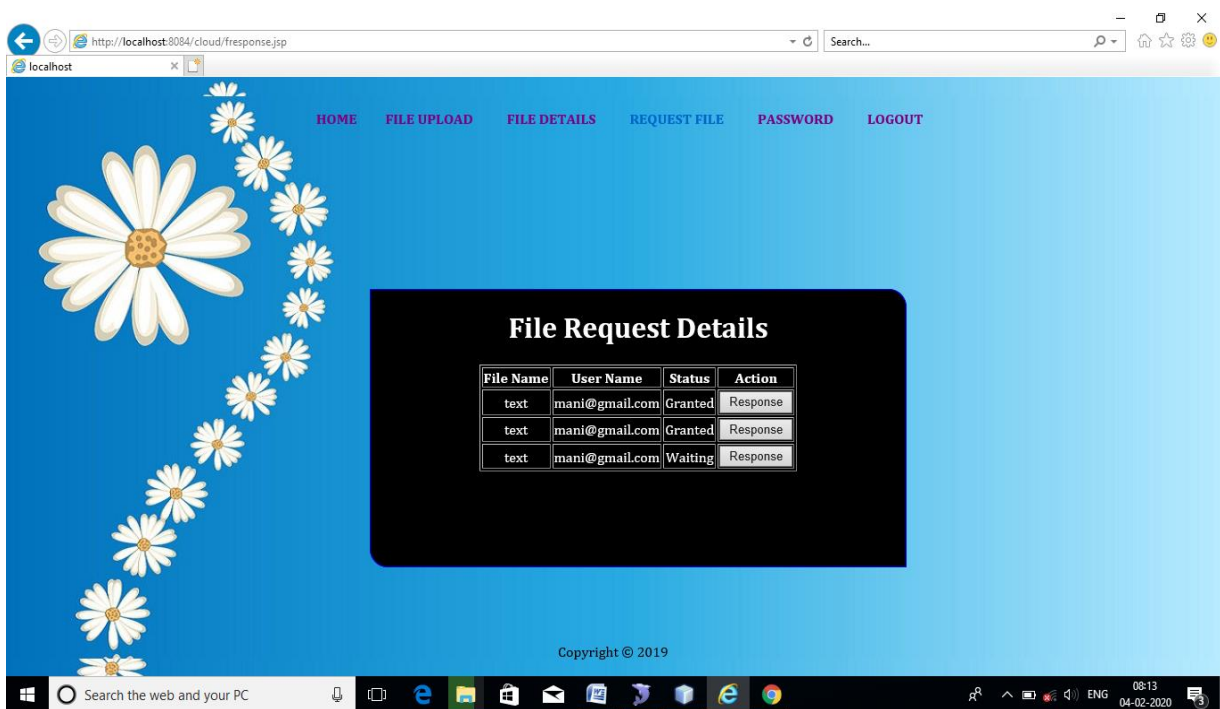 http://localhost:8084/cloud/fresponse.jsp
Search...
localhost
HOME FILE UPLOAD FILE DETAILS REQUEST FILE PASSWORD LOGOUT
File Request Details
File Name User Name Status Action
text mani@gmail.com Granted Response
text mani@gmail.com Granted Response
text mani@gmail.com Waiting Response
Copyright © 2019
Search the web and your PC
ENG
08:13
04-02-2020
3